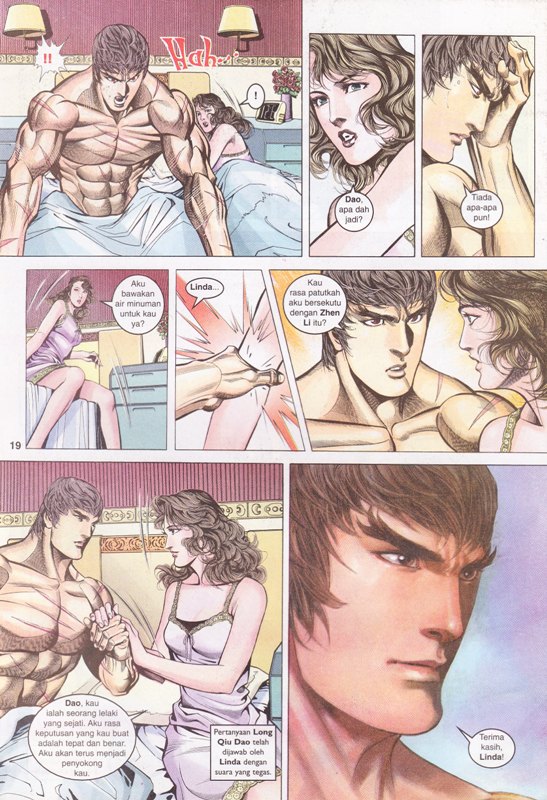 !!
Hah..!
!
Dao,
apa dah
jadi?
Tiada
apa-apa
pun!
Aku
bawakan
air minuman
untuk kau
ya?
Linda...
Kau
rasa patutkah
aku bersekutu
dengan Zhen
Li itu?
19
Dao, kau
ialah seorang lelaki
yang sejati. Aku rasa
keputusan yang kau buat
adalah tepat dan benar.
Aku akan terus menjadi
penyokong
kau.
Pertanyaan Long
Qiu Dao telah
dijawab oleh
Linda dengan
suara yang tegas.
Terima
kasih,
Linda!